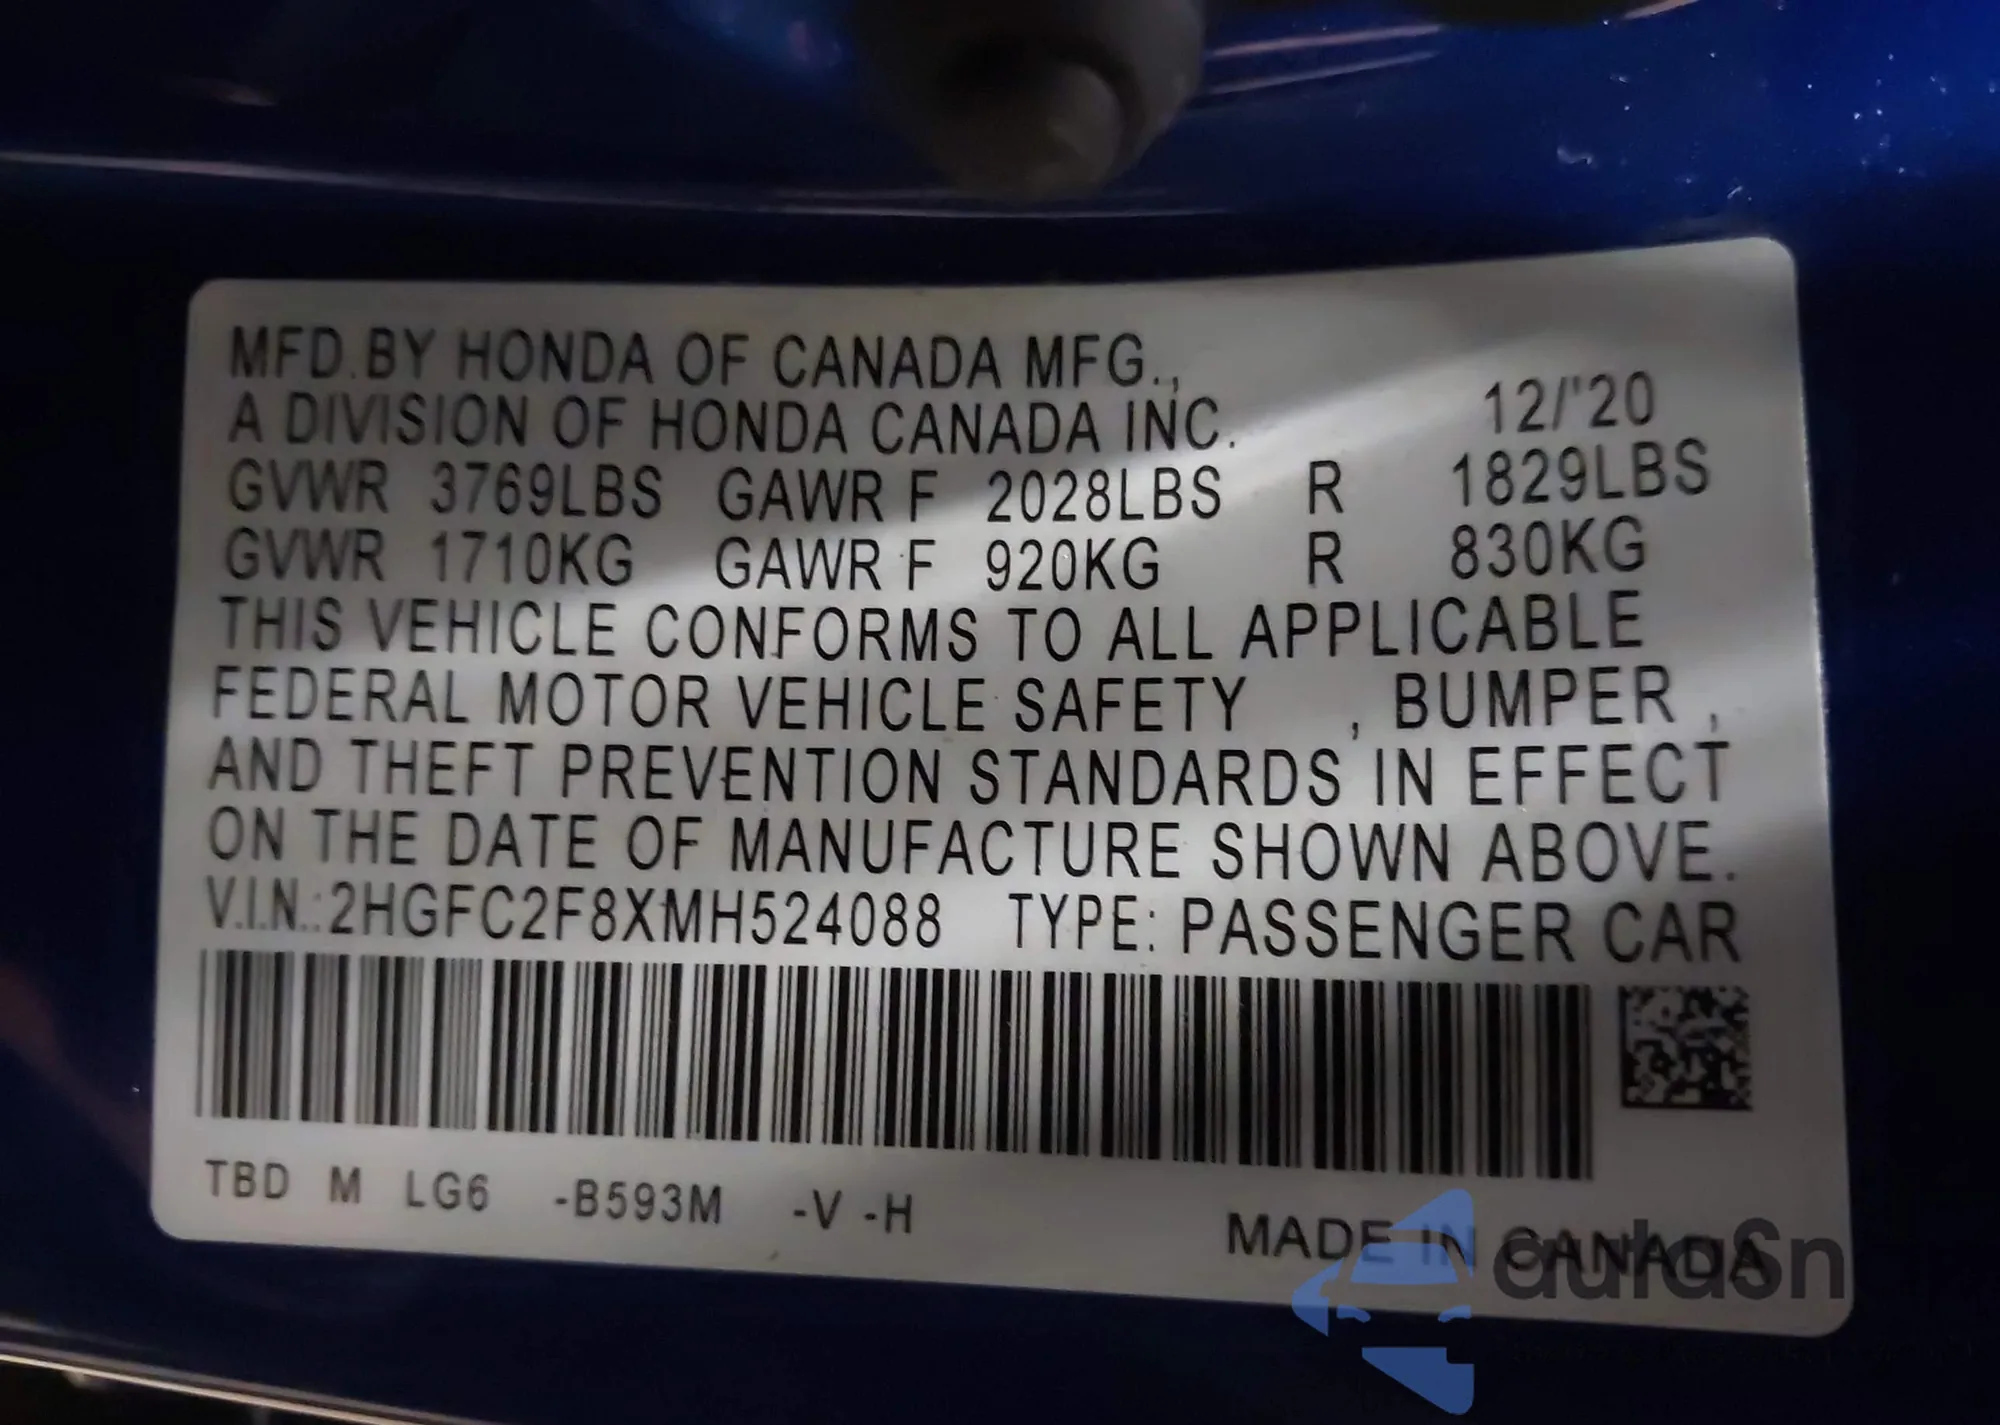 MFD.BY HONDA OF CANADA MFG.,
A DIVISION OF HONDA CANADA INC. 12/'20
GVWR 3769LBS GAWR F 2028LBS R 1829LBS
GVWR 1710KG GAWR F 920KG R 830KG
THIS VEHICLE CONFORMS TO ALL APPLICABLE
FEDERAL MOTOR VEHICLE SAFETY , BUMPER ,
AND THEFT PREVENTION STANDARDS IN EFFECT
ON THE DATE OF MANUFACTURE SHOWN ABOVE.
V.I.N.:2HGFC2F8XMH524088 TYPE: PASSENGER CAR
TBD M LG6 -B593M -V -H
MADE IN CANADA